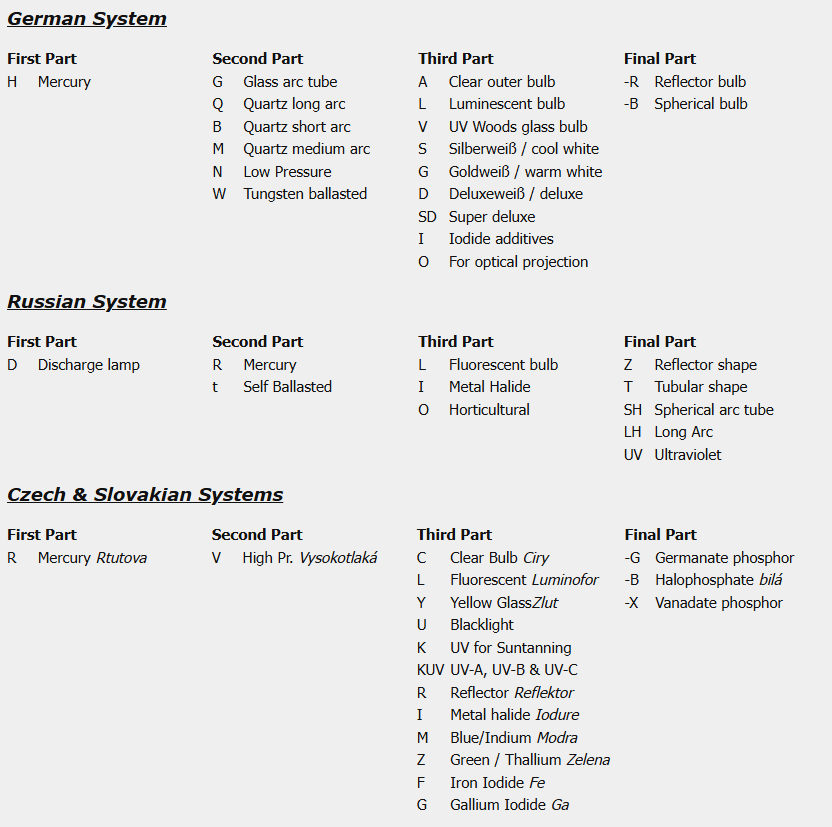 German System
First Part Second Part Third Part Final Part
H Mercury G Glass arc tube A Clear outer bulb -R Reflector bulb
Q Quartz long arc L Luminescent bulb -B Spherical bulb
B Quartz short arc V UV Woods glass bulb
M Quartz medium arc S Silberweiß / cool white
N Low Pressure G Goldweiß / warm white
W Tungsten ballasted D Deluxeweiß / deluxe
SD Super deluxe
I Iodide additives
O For optical projection
Russian System
First Part Second Part Third Part Final Part
D Discharge lamp R Mercury L Fluorescent bulb Z Reflector shape
t Self Ballasted I Metal Halide T Tubular shape
O Horticultural SH Spherical arc tube
LH Long Arc
UV Ultraviolet
Czech & Slovakian Systems
First Part Second Part Third Part Final Part
R Mercury Rtutova V High Pr. Vysokotlaká C Clear Bulb Ciry -G Germanate phosphor
L Fluorescent Luminofor -B Halophosphate bilá
Y Yellow GlassZlut -X Vanadate phosphor
U Blacklight
K UV for Suntanning
KUV UV-A, UV-B & UV-C
R Reflector Reflektor
I Metal halide Iodure
M Blue/Indium Modra
Z Green / Thallium Zelena
F Iron Iodide Fe
G Gallium Iodide Ga